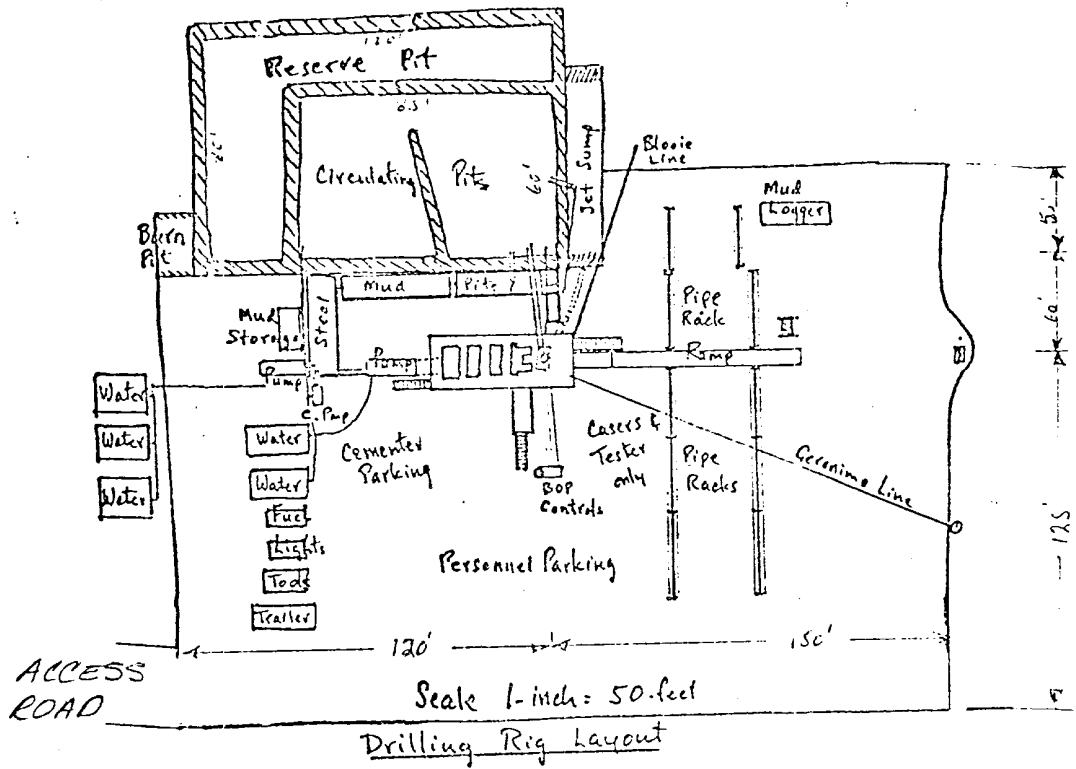 120'
Reserve Pit
65'
Circulating Pits
60'
Jet Sump
Blooie Line
Mud Logger
Burn Pit
Mud
Pits
Steel
Mud Storage
Pump
Pump
C. Pmp
Pipe Rack
Ramp
Water
Water
Water
Water
Water
Fuel
Lights
Trailer
Cementer Parking
BOP Controls
Casers & Tester only
Pipe Racks
Geronimo Line
Personnel Parking
60'
125'
120'
150'
ACCESS ROAD
Scale 1-inch = 50-feet
Drilling Rig Layout